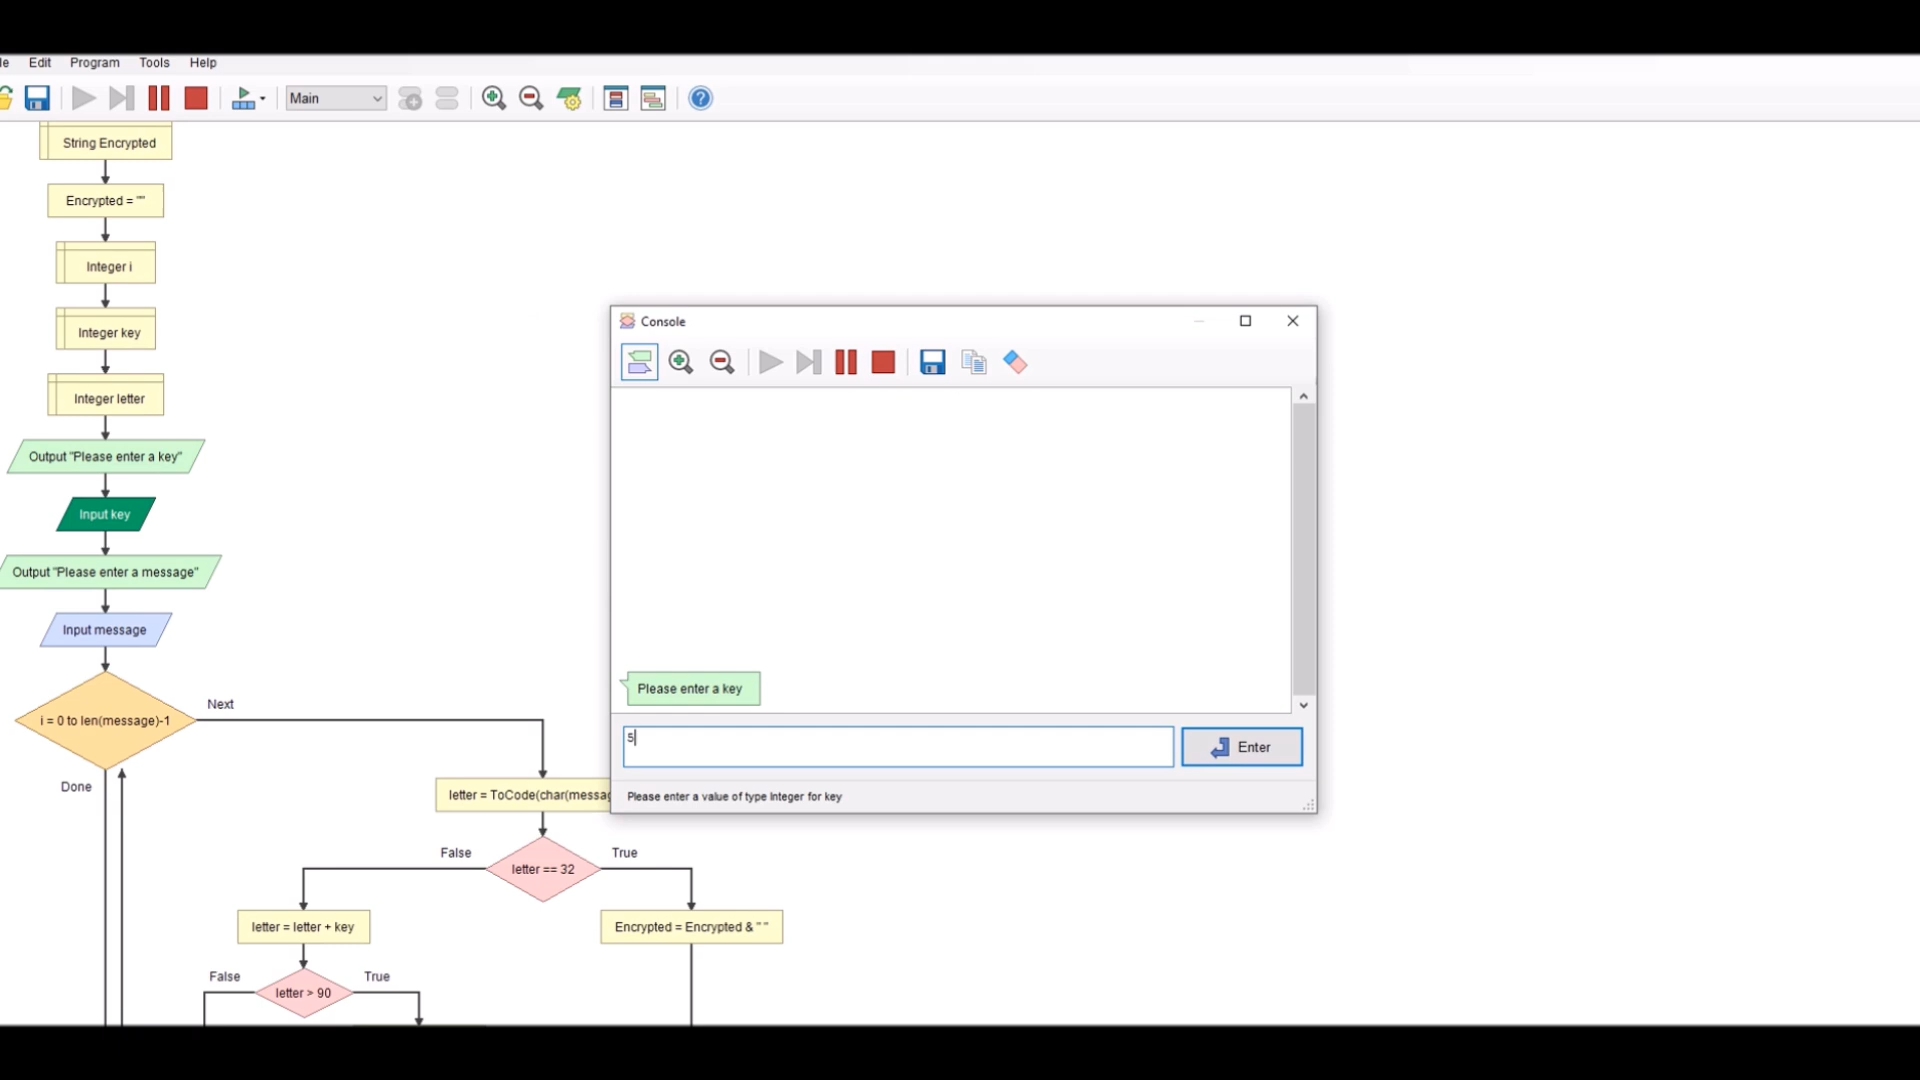 le Edit Program Tools Help
Main
String Encrypted
Encrypted = ""
Integer i
Integer key
Integer letter
Output "Please enter a key"
Input key
Output "Please enter a message"
Input message
i = 0 to len(message)-1
Next
Done
letter = ToCode(char(messag
letter == 32
False
True
letter = letter + key
Encrypted = Encrypted & " "
letter > 90
False
True
Console
Please enter a key
5
Enter
Please enter a value of type Integer for key